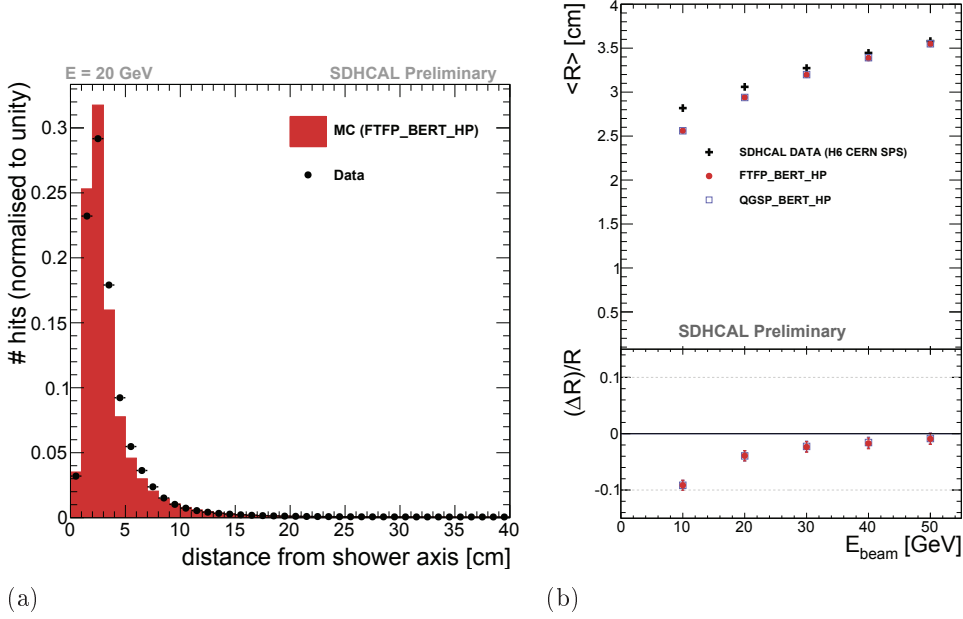 E = 20 GeV SDHCAL Preliminary
# hits (normalised to unity)
0.3
0.25
0.2
0.15
0.1
0.05
0
MC (FTFP_BERT_HP)
Data
0 5 10 15 20 25 30 35 40
distance from shower axis [cm]
(a)
<R> [cm]
4
3.5
3
2.5
2
1.5
1
0.5
0.1
SDHCAL DATA (H6 CERN SPS)
FTFP_BERT_HP
QGSP_BERT_HP
SDHCAL Preliminary
(ΔR)/R
0.1
0
-0.1
0 10 20 30 40 50
E_beam [GeV]
(b)